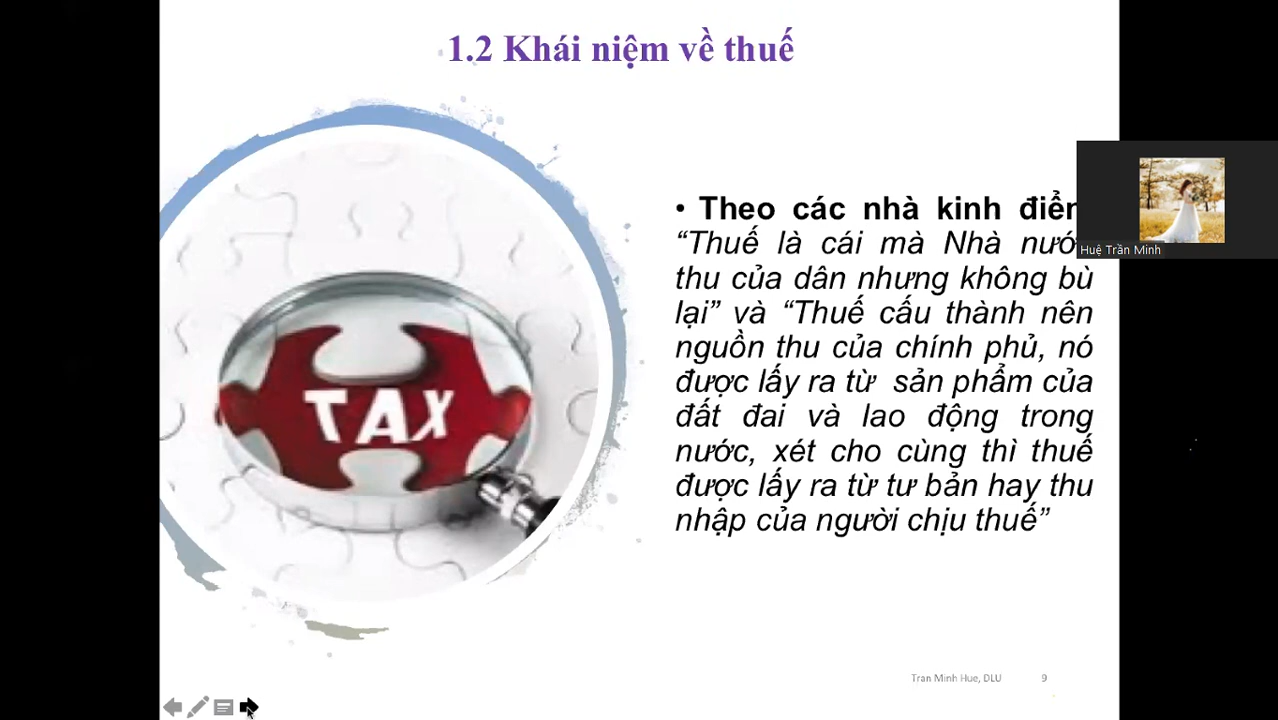 1.2 Khái niệm về thuế
• Theo các nhà kinh điển
“Thuế là cái mà Nhà nước
thu của dân nhưng không bù
lại” và “Thuế cấu thành nên
nguồn thu của chính phủ, nó
được lấy ra từ sản phẩm của
đất đai và lao động trong
nước, xét cho cùng thì thuế
được lấy ra từ tư bản hay thu
nhập của người chịu thuế”
TAX
Huệ Trần Minh
Tran Minh Hue, DLU
9